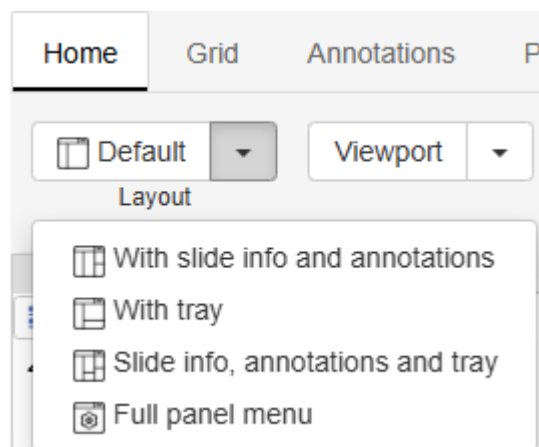 Home Grid Annotations P
Default Viewport
Layout
With slide info and annotations
With tray
Slide info, annotations and tray
Full panel menu